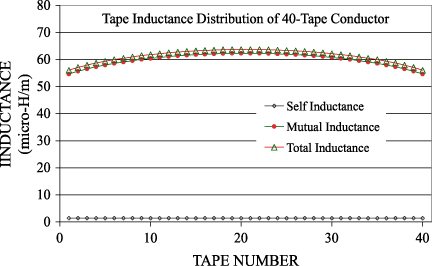 Tape Inductance Distribution of 40-Tape Conductor
80
70
60
50
40
30
20
10
0
IINDUCTANCE
(micro-H/m)
Self Inductance
Mutual Inductance
Total Inductance
0 10 20 30 40
TAPE NUMBER